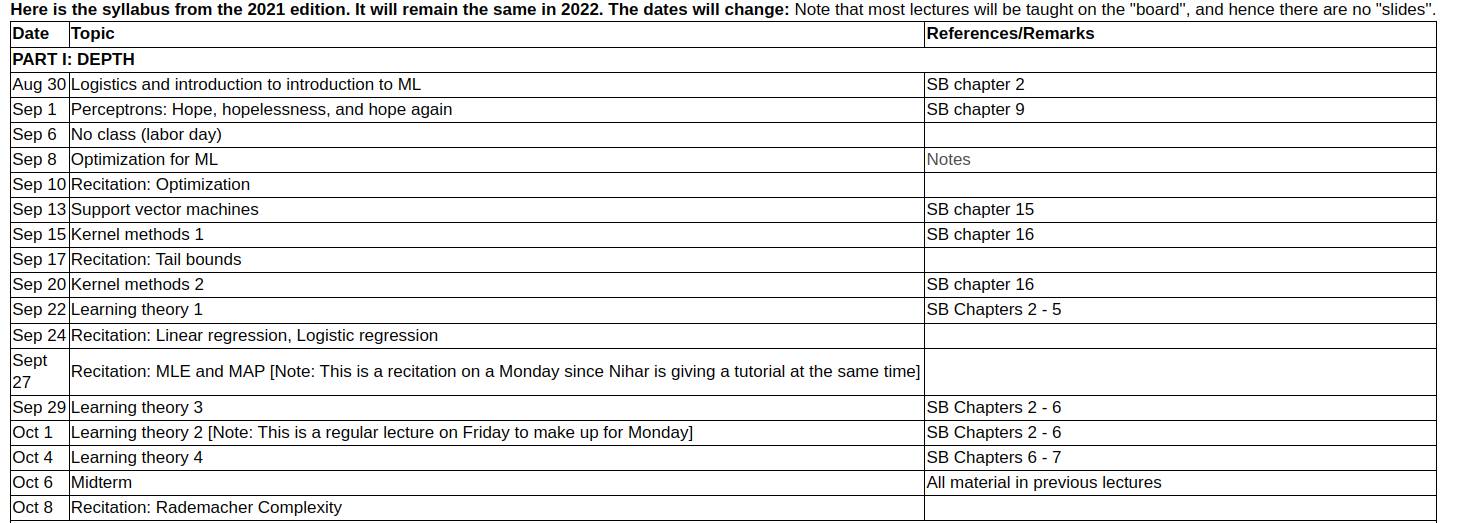 Here is the syllabus from the 2021 edition. It will remain the same in 2022. The dates will change: Note that most lectures will be taught on the "board", and hence there are no "slides".
Date Topic References/Remarks
PART I: DEPTH
Aug 30 Logistics and introduction to introduction to ML SB chapter 2
Sep 1 Perceptrons: Hope, hopelessness, and hope again SB chapter 9
Sep 6 No class (labor day)
Sep 8 Optimization for ML Notes
Sep 10 Recitation: Optimization
Sep 13 Support vector machines SB chapter 15
Sep 15 Kernel methods 1 SB chapter 16
Sep 17 Recitation: Tail bounds
Sep 20 Kernel methods 2 SB chapter 16
Sep 22 Learning theory 1 SB Chapters 2 - 5
Sep 24 Recitation: Linear regression, Logistic regression
Sept
27 Recitation: MLE and MAP [Note: This is a recitation on a Monday since Nihar is giving a tutorial at the same time]
Sep 29 Learning theory 3 SB Chapters 2 - 6
Oct 1 Learning theory 2 [Note: This is a regular lecture on Friday to make up for Monday] SB Chapters 2 - 6
Oct 4 Learning theory 4 SB Chapters 6 - 7
Oct 6 Midterm All material in previous lectures
Oct 8 Recitation: Rademacher Complexity